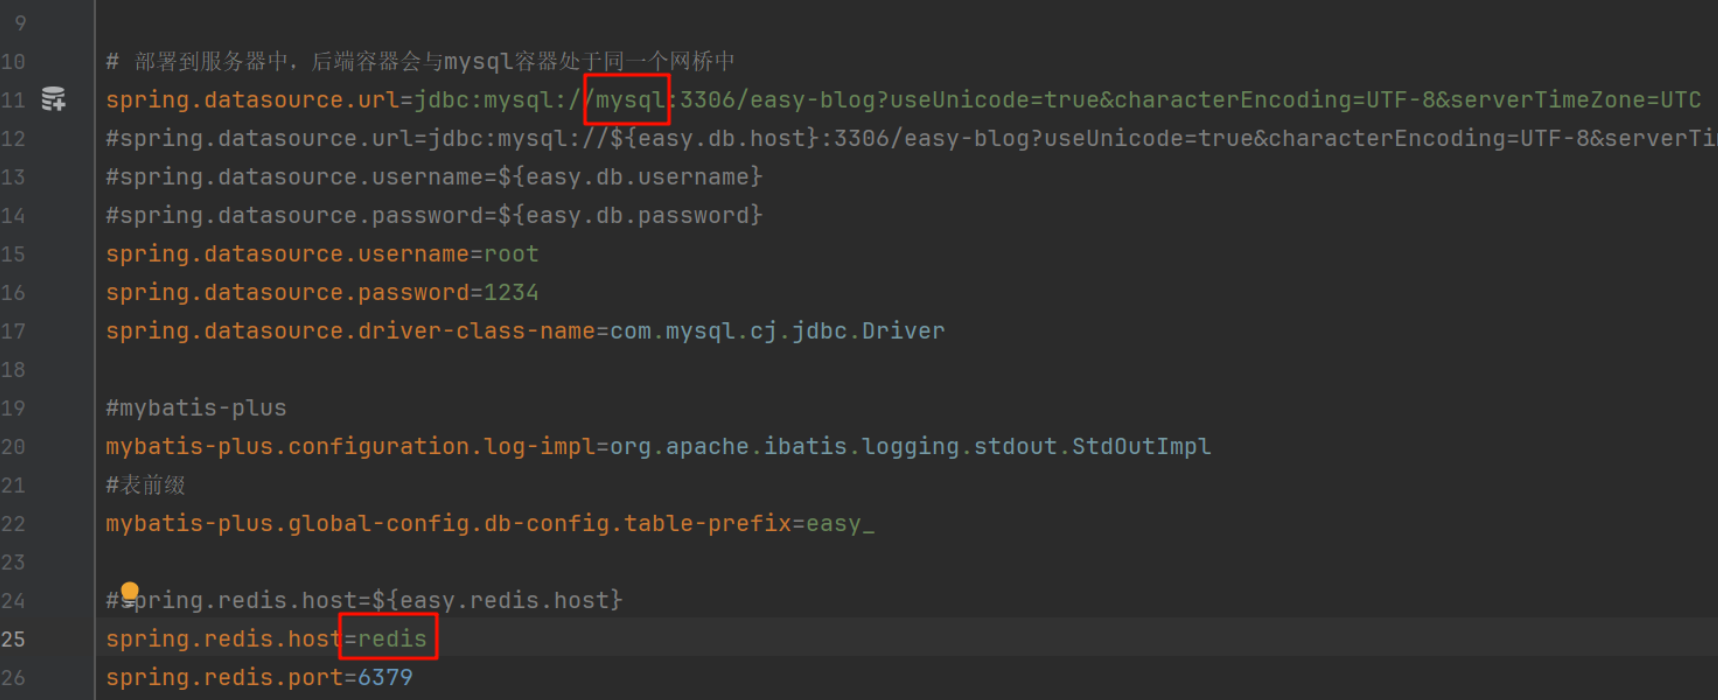 9
10 # 部署到服务器中，后端容器会与mysql容器处于同一个网桥中
11 spring.datasource.url=jdbc:mysql://mysql:3306/easy-blog?useUnicode=true&characterEncoding=UTF-8&serverTimeZone=UTC
12 #spring.datasource.url=jdbc:mysql://${easy.db.host}:3306/easy-blog?useUnicode=true&characterEncoding=UTF-8&serverTi
13 #spring.datasource.username=${easy.db.username}
14 #spring.datasource.password=${easy.db.password}
15 spring.datasource.username=root
16 spring.datasource.password=1234
17 spring.datasource.driver-class-name=com.mysql.cj.jdbc.Driver
18
19 #mybatis-plus
20 mybatis-plus.configuration.log-impl=org.apache.ibatis.logging.stdout.StdOutImpl
21 #表前缀
22 mybatis-plus.global-config.db-config.table-prefix=easy_
23
24 #spring.redis.host=${easy.redis.host}
25 spring.redis.host=redis
26 spring.redis.port=6379